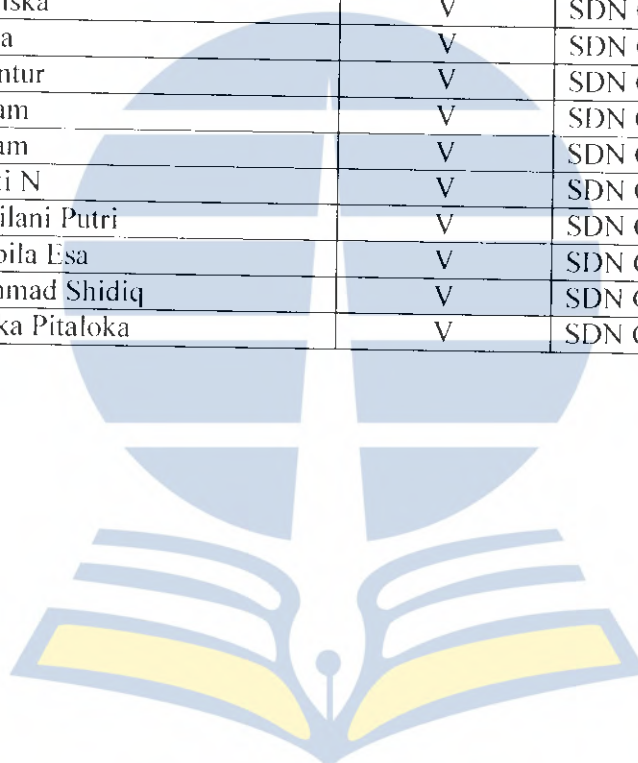 iska V SDN
a V SDN
ntur V SDN
am V SDN
am V SDN
ti N V SDN
ilani Putri V SDN
bila Esa V SDN
nmad Shidiq V SDN
ka Pitaloka V SDN